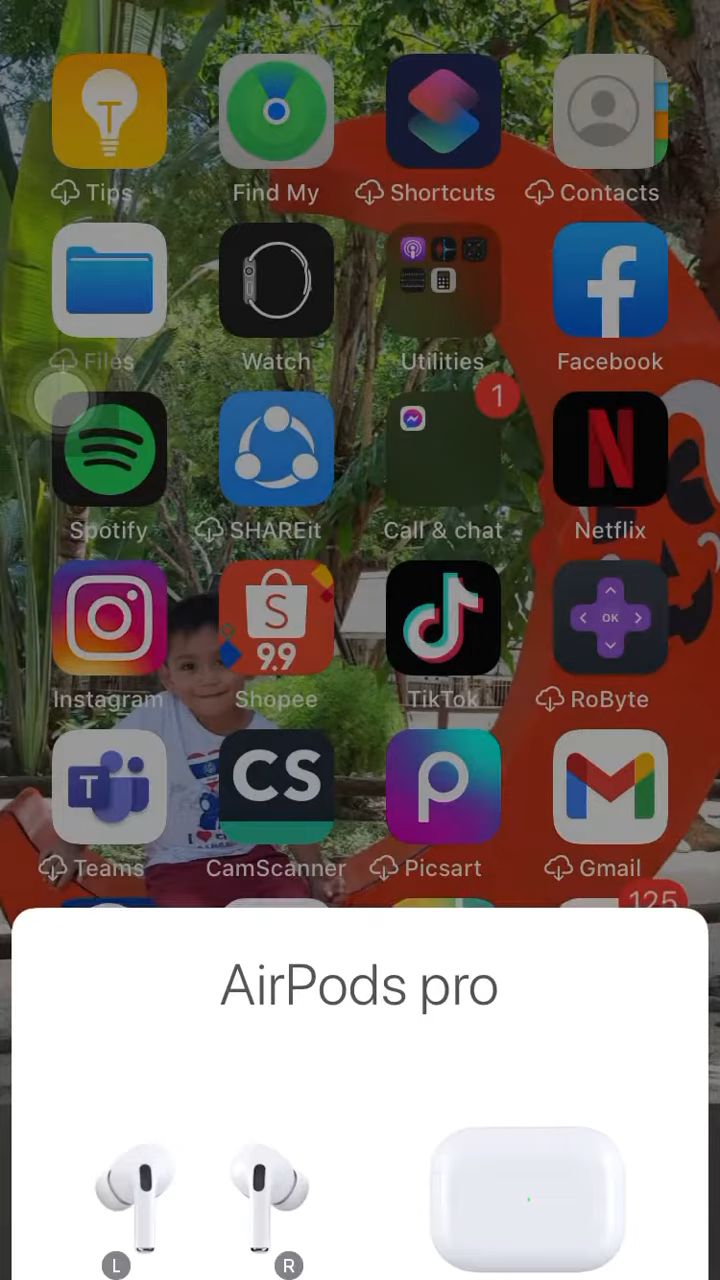 T
Tips
Find My
Shortcuts
Contacts
Files
Watch
Utilities
Facebook
1
Spotify
SHAREit
Call & chat
Netflix
OK
S
9.9
Instagram
Shopee
TikTok
RoByte
T
CS
Teams
CamScanner
Picsart
Gmail
125
AirPods pro
L
R